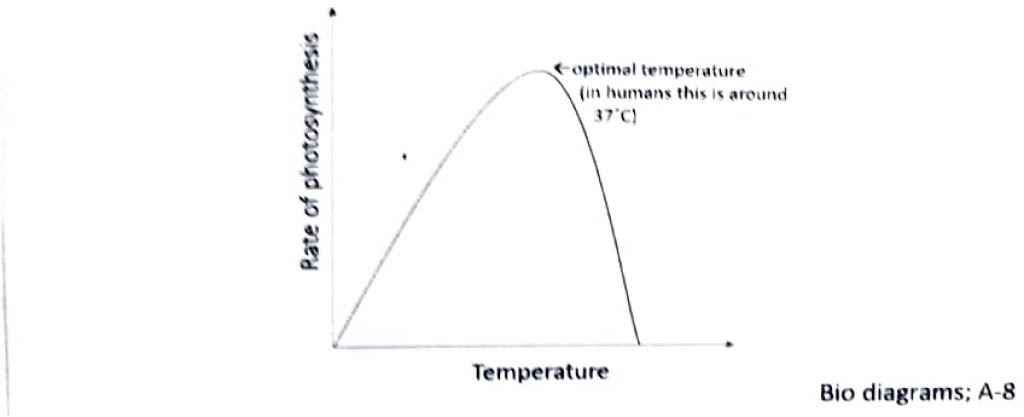 Rate of photosynthesis
←optimal temperature
(in humans this is around
37°C)
Temperature
Bio diagrams; A-8